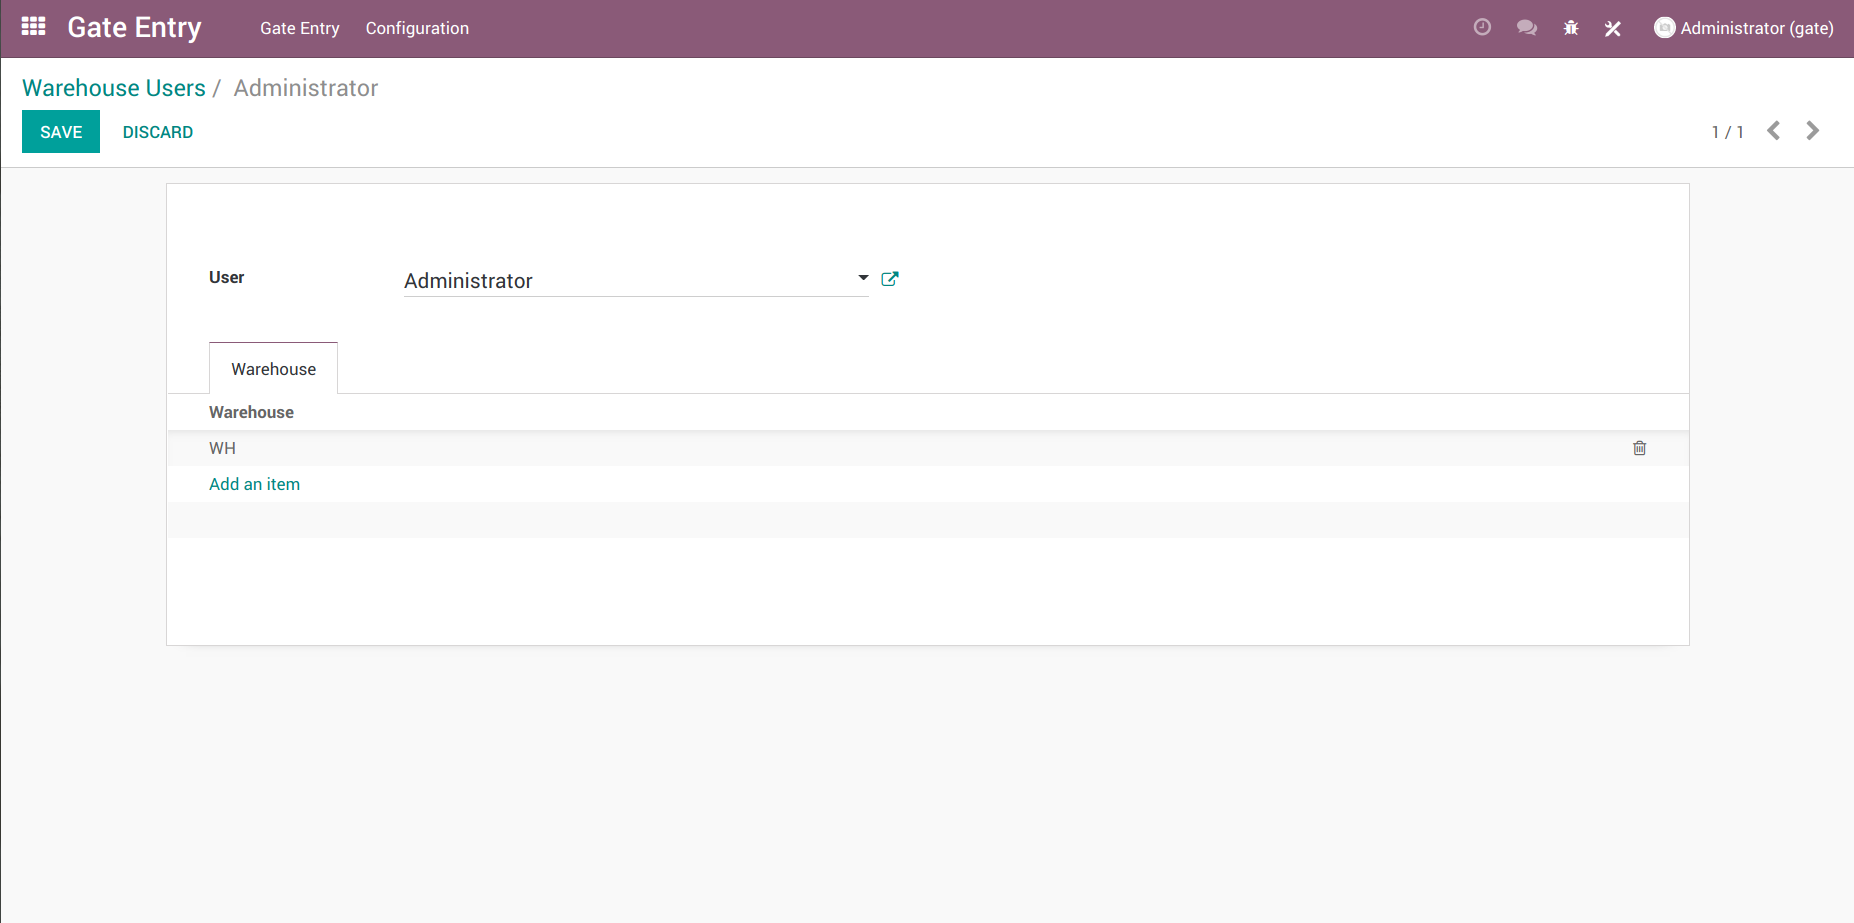 Gate Entry Gate Entry Configuration Administrator (gate)
Warehouse Users / Administrator
SAVE DISCARD 1 / 1
User Administrator
Warehouse
Warehouse
WH
Add an item